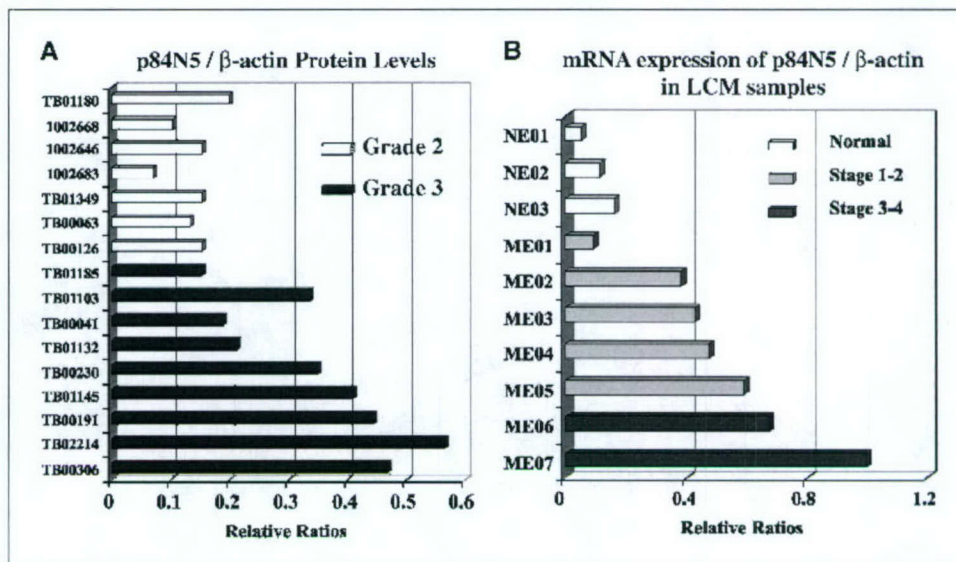 A
p84N5 / β-actin Protein Levels
TB01180
1002668
1002646
1002683
TB01349
TB00063
TB00126
TB01185
TB01103
TB00041
TB01132
TB00230
TB01145
TB00191
TB02214
TB00306
Grade 2
Grade 3
0 0.1 0.2 0.3 0.4 0.5 0.6
Relative Ratios
B
mRNA expression of p84N5 / β-actin
in LCM samples
NE01
NE02
NE03
ME01
ME02
ME03
ME04
ME05
ME06
ME07
Normal
Stage 1-2
Stage 3-4
0 0.4 0.8 1.2
Relative Ratios